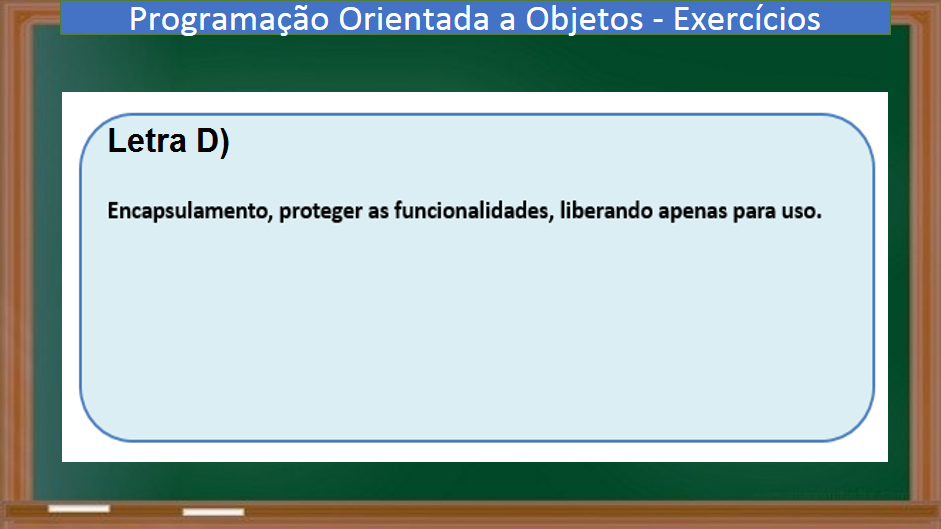 Programação Orientada a Objetos - Exercícios
Letra D)
Encapsulamento, proteger as funcionalidades, liberando apenas para uso.